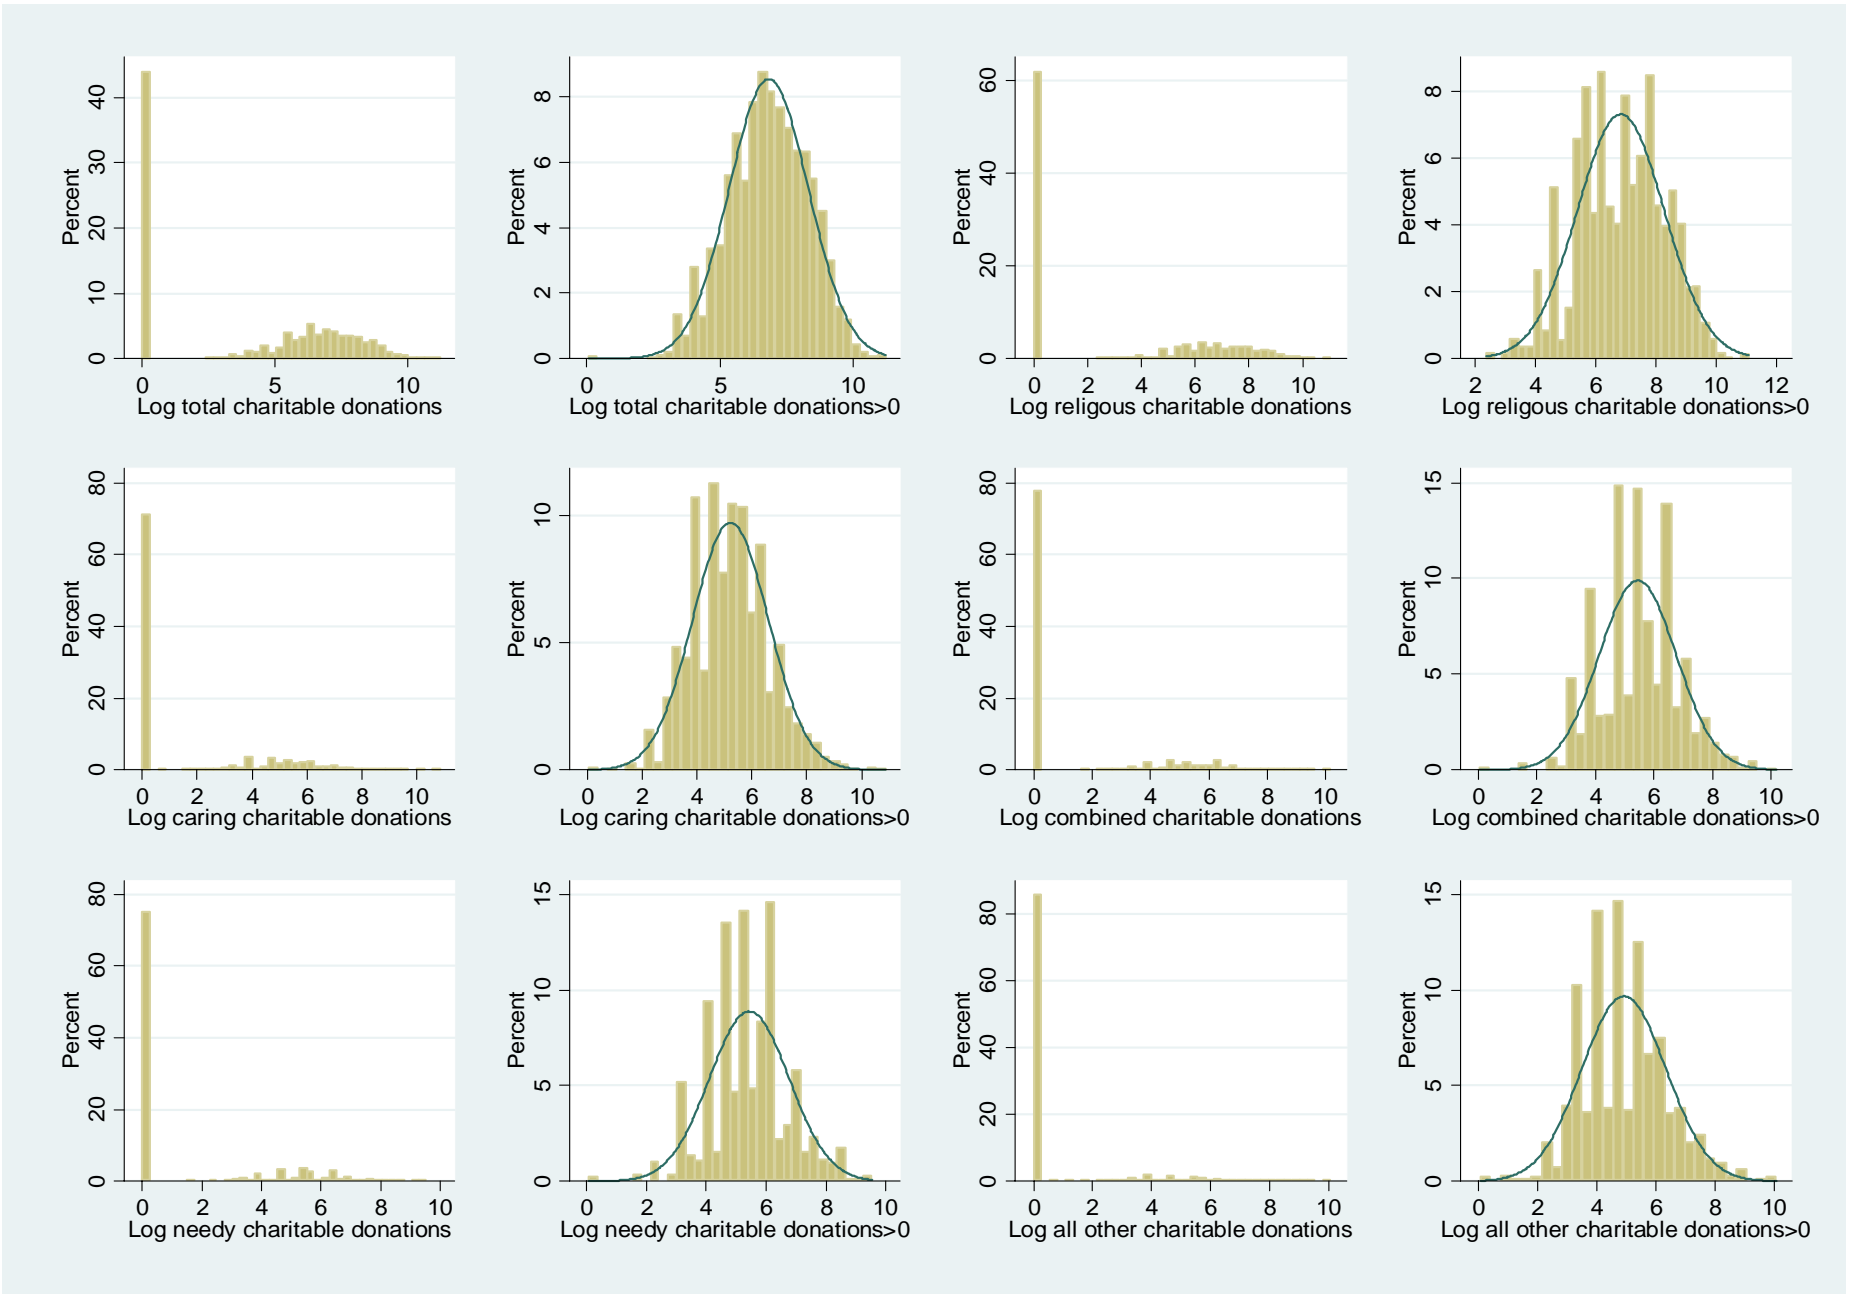 Percent
40
30
20
10
0
0 5 10
Log total charitable donations
Percent
8
6
4
2
0
0 5 10
Log total charitable donations>0
Percent
60
40
20
0
0 2 4 6 8 10
Log religous charitable donations
Percent
8
6
4
2
0
2 4 6 8 10 12
Log religous charitable donations>0
Percent
80
60
40
20
0
0 2 4 6 8 10
Log caring charitable donations
Percent
10
5
0
0 2 4 6 8 10
Log caring charitable donations>0
Percent
80
60
40
20
0
0 2 4 6 8 10
Log combined charitable donations
Percent
15
10
5
0
0 2 4 6 8 10
Log combined charitable donations>0
Percent
80
60
40
20
0
0 2 4 6 8 10
Log needy charitable donations
Percent
15
10
5
0
0 2 4 6 8 10
Log needy charitable donations>0
Percent
80
60
40
20
0
0 2 4 6 8 10
Log all other charitable donations
Percent
15
10
5
0
0 2 4 6 8 10
Log all other charitable donations>0